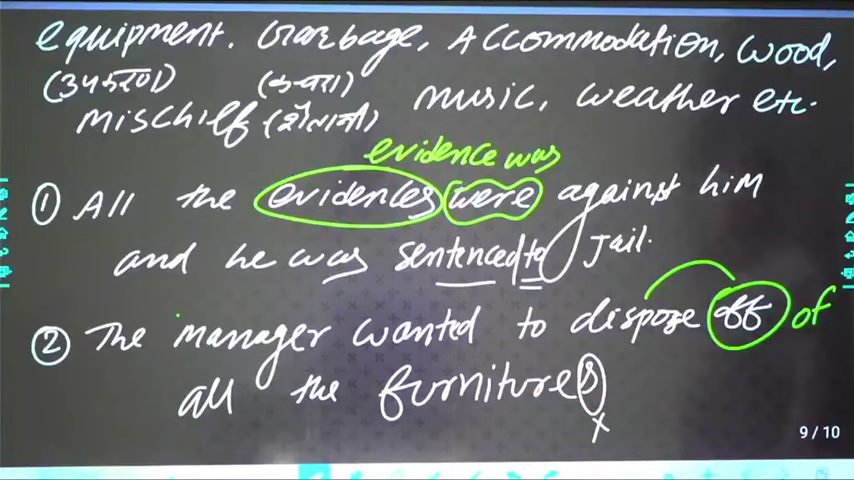 equipment. Garbage, Accommodation, wood,
(उपकरण) (कचरा)
mischief (शैतानी) music, weather etc.
evidence was
① All the evidences were against him
and he was sentenced to Jail.
② The manager wanted to dispose off of
all the furnitures
x
9 / 10